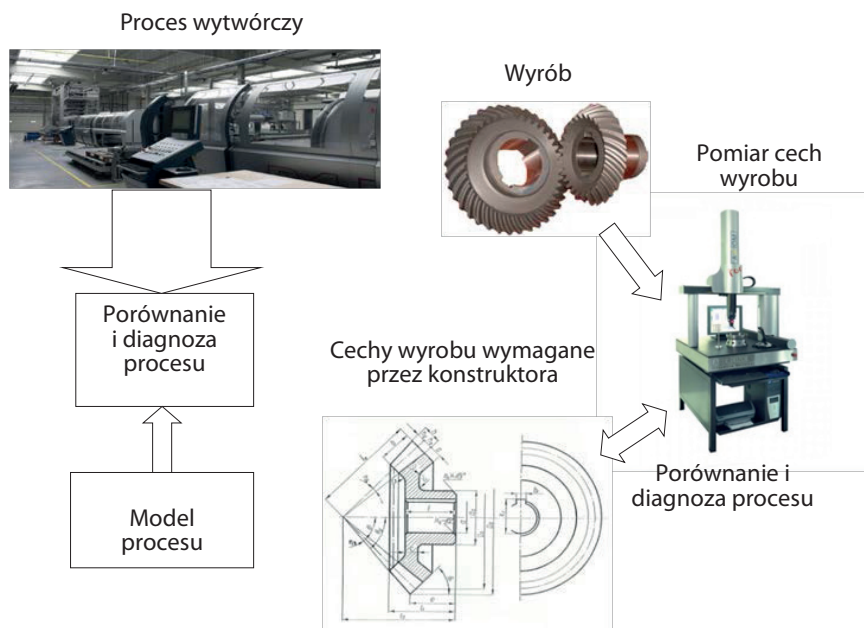 Proces wytwórczy
Wyrób
Pomiar cech
wyrobu
Porównanie
i diagnoza
procesu
Cechy wyrobu wymagane
przez konstruktora
Porównanie i
diagnoza procesu
Model
procesu